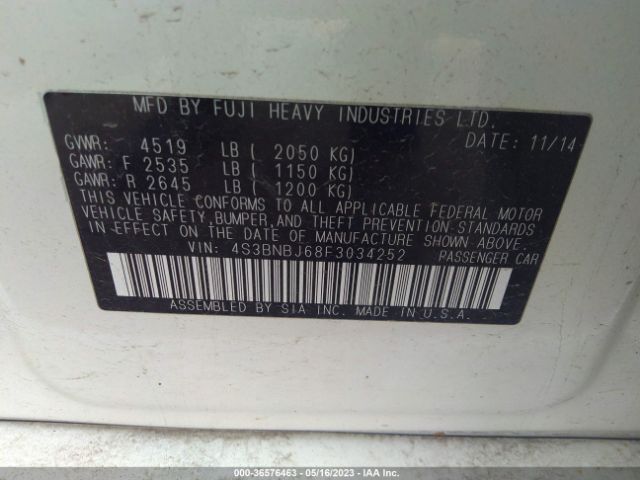 MFD BY FUJI HEAVY INDUSTRIES LTD.
DATE: 11/14
GVWR: 4519 LB ( 2050 KG)
GAWR: F 2535 LB ( 1150 KG)
GAWR: R 2645 LB ( 1200 KG)
THIS VEHICLE CONFORMS TO ALL APPLICABLE FEDERAL MOTOR
VEHICLE SAFETY, BUMPER, AND THEFT PREVENTION STANDARDS
IN EFFECT ON THE DATE OF MANUFACTURE SHOWN ABOVE.
VIN: 4S3BNBJ68F3034252 PASSENGER CAR
ASSEMBLED BY SIA INC. MADE IN U.S.A.
000-36576463 - 05/16/2023 - IAA Inc.